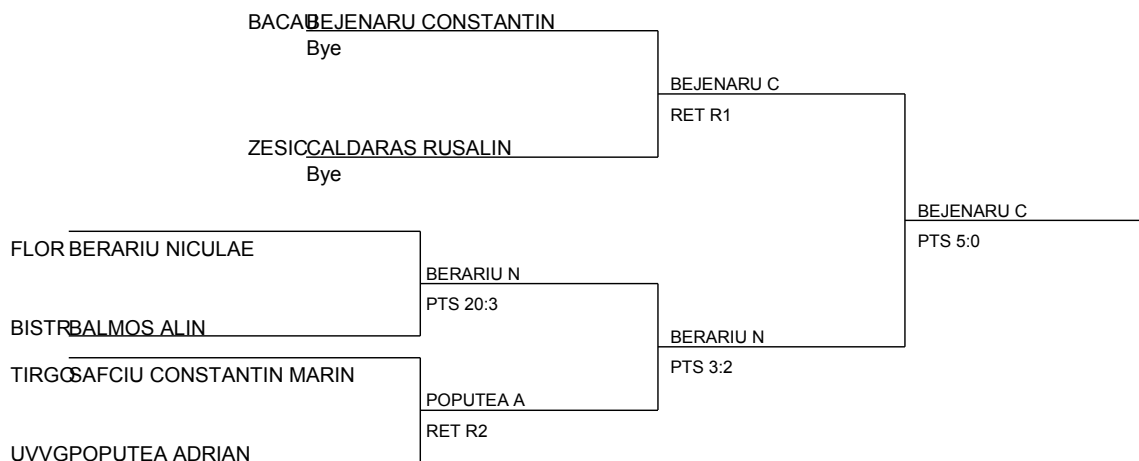 BACAU BEJENARU CONSTANTIN
Bye
BEJENARU C
RET R1
ZESIC CALDARAS RUSALIN
Bye
BEJENARU C
PTS 5:0
FLOR BERARIU NICULAE
BERARIU N
PTS 20:3
BISTR BALMOS ALIN
BERARIU N
PTS 3:2
TIRGO SAFCIU CONSTANTIN MARIN
POPUTEA A
RET R2
UVVG POPUTEA ADRIAN